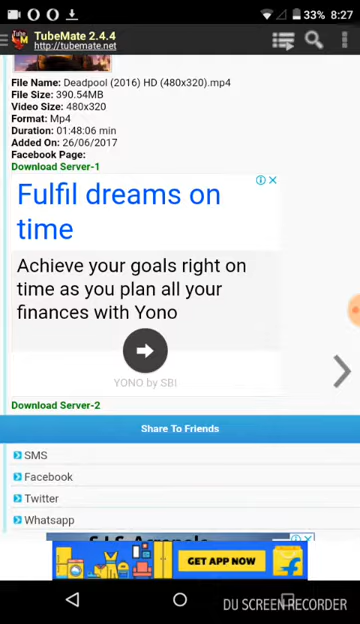 33% 8:27
TubeMate 2.4.4
http://tubemate.net
File Name: Deadpool (2016) HD (480x320).mp4
File Size: 390.54MB
Video Size: 480x320
Format: Mp4
Duration: 01:48:06 min
Added On: 26/06/2017
Facebook Page:
Download Server-1
Fulfil dreams on
time
Achieve your goals right on
time as you plan all your
finances with Yono
YONO by SBI
Download Server-2
Share To Friends
SMS
Facebook
Twitter
Whatsapp
GET APP NOW
DU SCREEN RECORDER